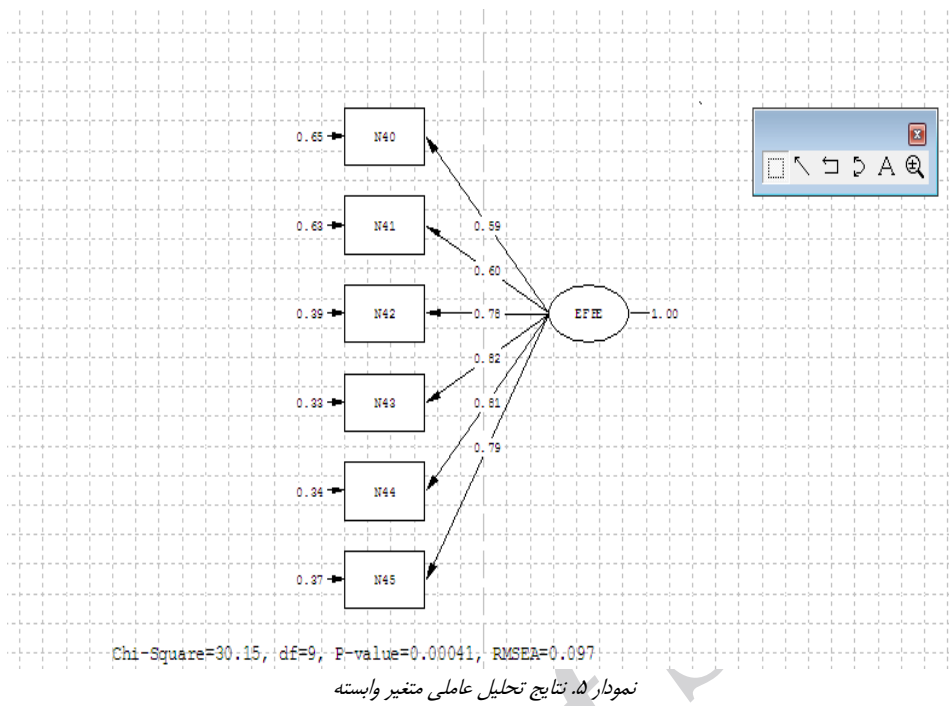 0.65 N40
0.59
0.63 N41
0.60
0.39 N42 0.78 EFFE 1.00
0.82
0.33 N43 0.81
0.79
0.34 N44
0.37 N45
Chi-Square=30.15, df=9, P-value=0.00041, RMSEA=0.097
نمودار ۵. نتایج تحلیل عاملی متغیر وابسته